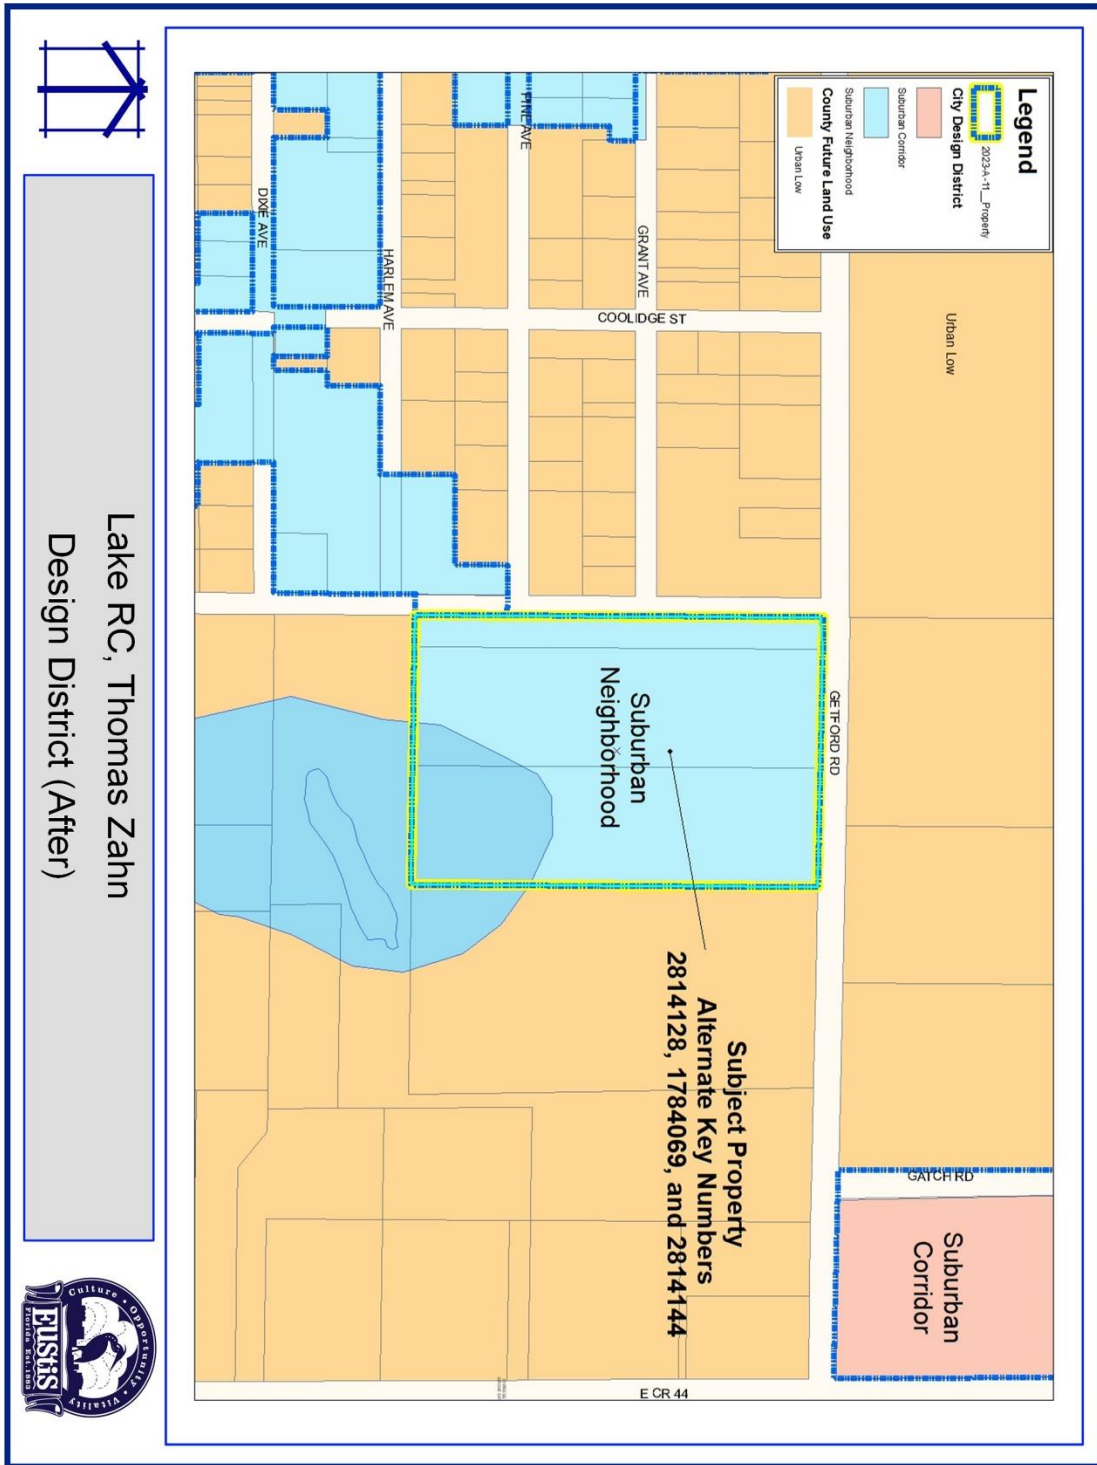 Legend
2023-A-11__Property
City Design District
Suburban Corridor
Suburban Neighborhood
County Future Land Use
Urban Low
Urban Low
PINE AVE
GRANT AVE
DIXIE AVE
HARLEM AVE
COOLIDGE ST
GETFORD RD
Suburban
Neighborhood
Subject Property
Alternate Key Numbers
2814128, 1784069, and 2814144
GATCH RD
Suburban
Corridor
E CR 44
Lake RC, Thomas Zahn
Design District (After)
Culture • Opportunity • Vitality
EUSTIS
Florida Est.1883